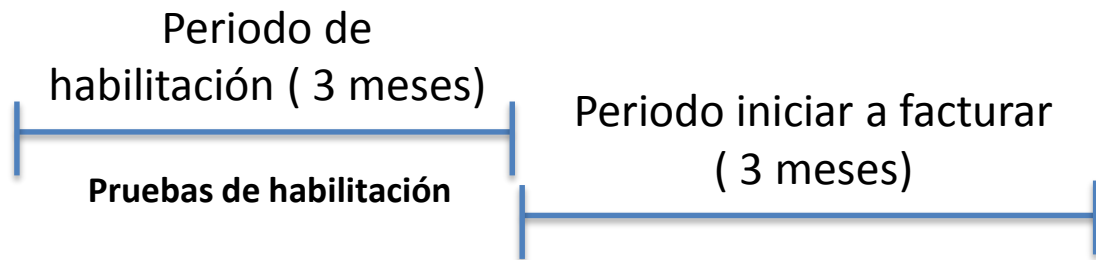 Periodo de
habilitación ( 3 meses)
Pruebas de habilitación
Periodo iniciar a facturar
( 3 meses)